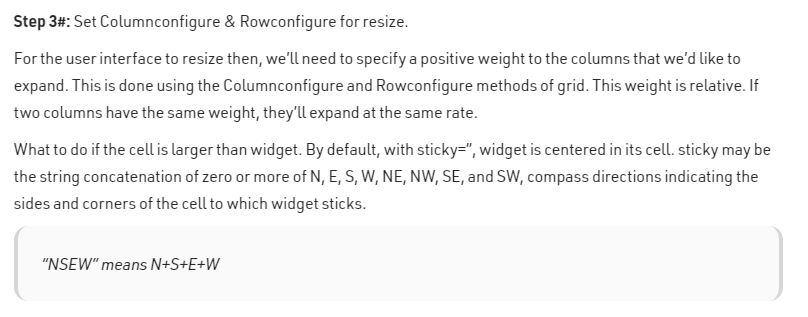 Step 3#: Set Columnconfigure & Rowconfigure for resize.
For the user interface to resize then, we'll need to specify a positive weight to the columns that we'd like to
expand. This is done using the Columnconfigure and Rowconfigure methods of grid. This weight is relative. If
two columns have the same weight, they'll expand at the same rate.
What to do if the cell is larger than widget. By default, with sticky=”, widget is centered in its cell. sticky may be
the string concatenation of zero or more of N, E, S, W, NE, NW, SE, and SW, compass directions indicating the
sides and corners of the cell to which widget sticks.
“NSEW” means N+S+E+W